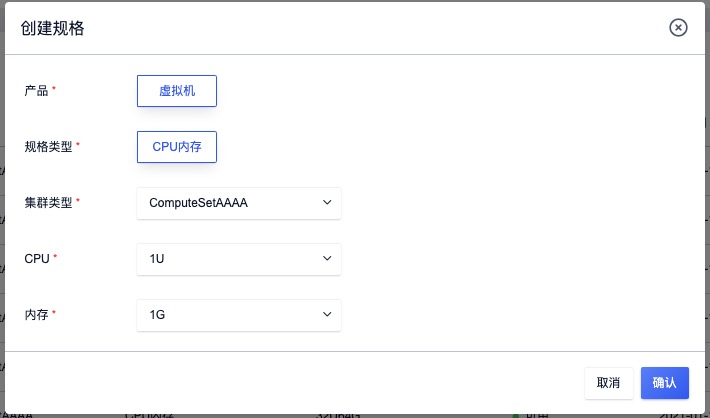 创建规格
产品 *
虚拟机
规格类型 *
CPU内存
集群类型 *
ComputeSetAAAA
CPU *
1U
内存 *
1G
取消
确认